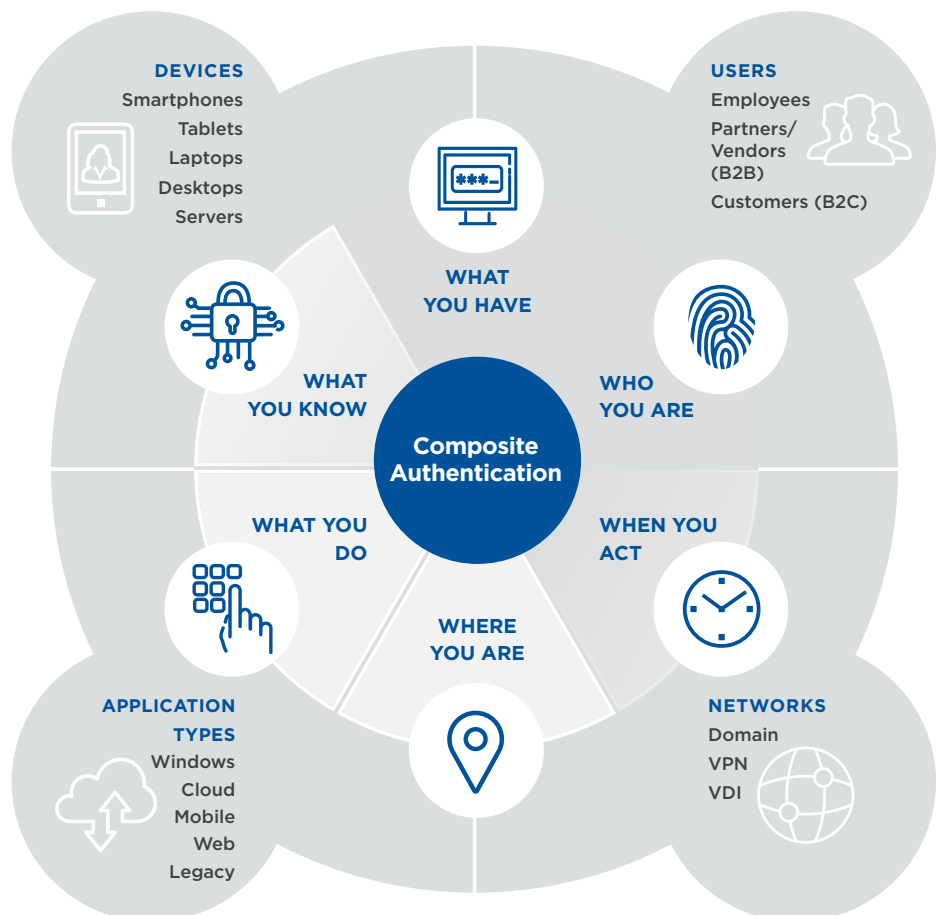 DEVICES
Smartphones
Tablets
Laptops
Desktops
Servers
USERS
Employees
Partners/
Vendors
(B2B)
Customers (B2C)
***_
WHAT
YOU HAVE
WHAT
YOU KNOW
WHO
YOU ARE
Composite
Authentication
WHAT YOU
DO
WHEN YOU
ACT
WHERE
YOU ARE
APPLICATION
TYPES
Windows
Cloud
Mobile
Web
Legacy
NETWORKS
Domain
VPN
VDI